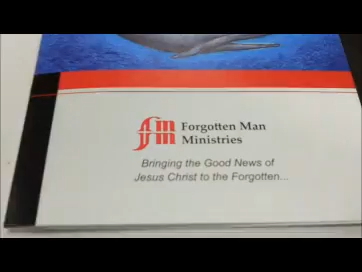 fm Forgotten Man
Ministries
Bringing the Good News of
Jesus Christ to the Forgotten...